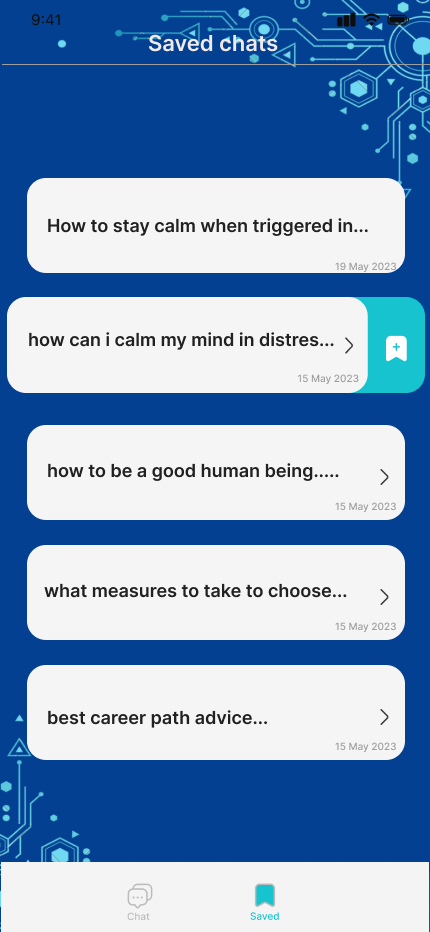 9:41
Saved chats
How to stay calm when triggered in...
19 May 2023
how can i calm my mind in distres...
15 May 2023
how to be a good human being.....
15 May 2023
what measures to take to choose...
15 May 2023
best career path advice...
15 May 2023
Chat
Saved